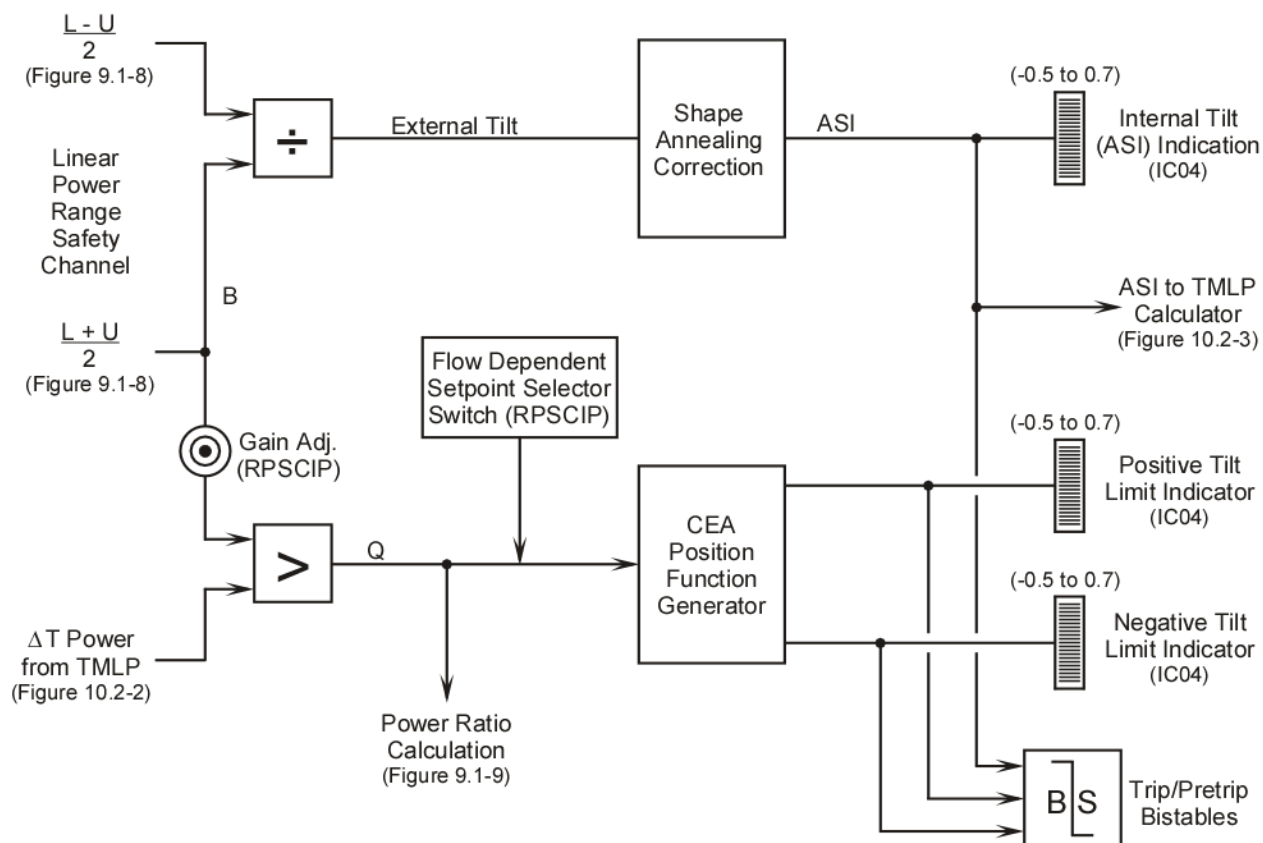 L - U
2
(Figure 9.1-8)
Linear
Power
Range
Safety
Channel
÷
External Tilt
Shape
Annealing
Correction
ASI
(-0.5 to 0.7)
Internal Tilt
(ASI) Indication
(IC04)
B
L + U
2
(Figure 9.1-8)
ASI to TMLP
Calculator
(Figure 10.2-3)
Flow Dependent
Setpoint Selector
Switch (RPSCIP)
Gain Adj.
(RPSCIP)
>
Q
CEA
Position
Function
Generator
(-0.5 to 0.7)
Positive Tilt
Limit Indicator
(IC04)
(-0.5 to 0.7)
Negative Tilt
Limit Indicator
(IC04)
ΔT Power
from TMLP
(Figure 10.2-2)
Power Ratio
Calculation
(Figure 9.1-9)
B S
Trip/Pretrip
Bistables